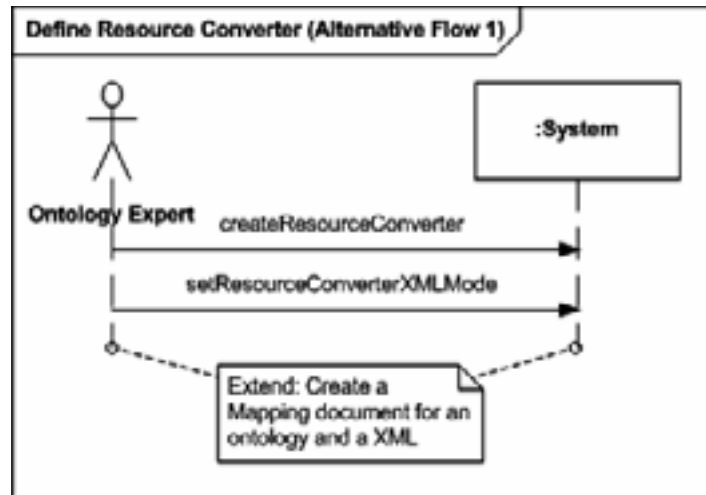 Define Resource Converter (Alternative Flow 1)
:System
Ontology Expert
createResourceConverter
setResourceConverterXMLMode
Extend: Create a
Mapping document for an
ontology and a XML